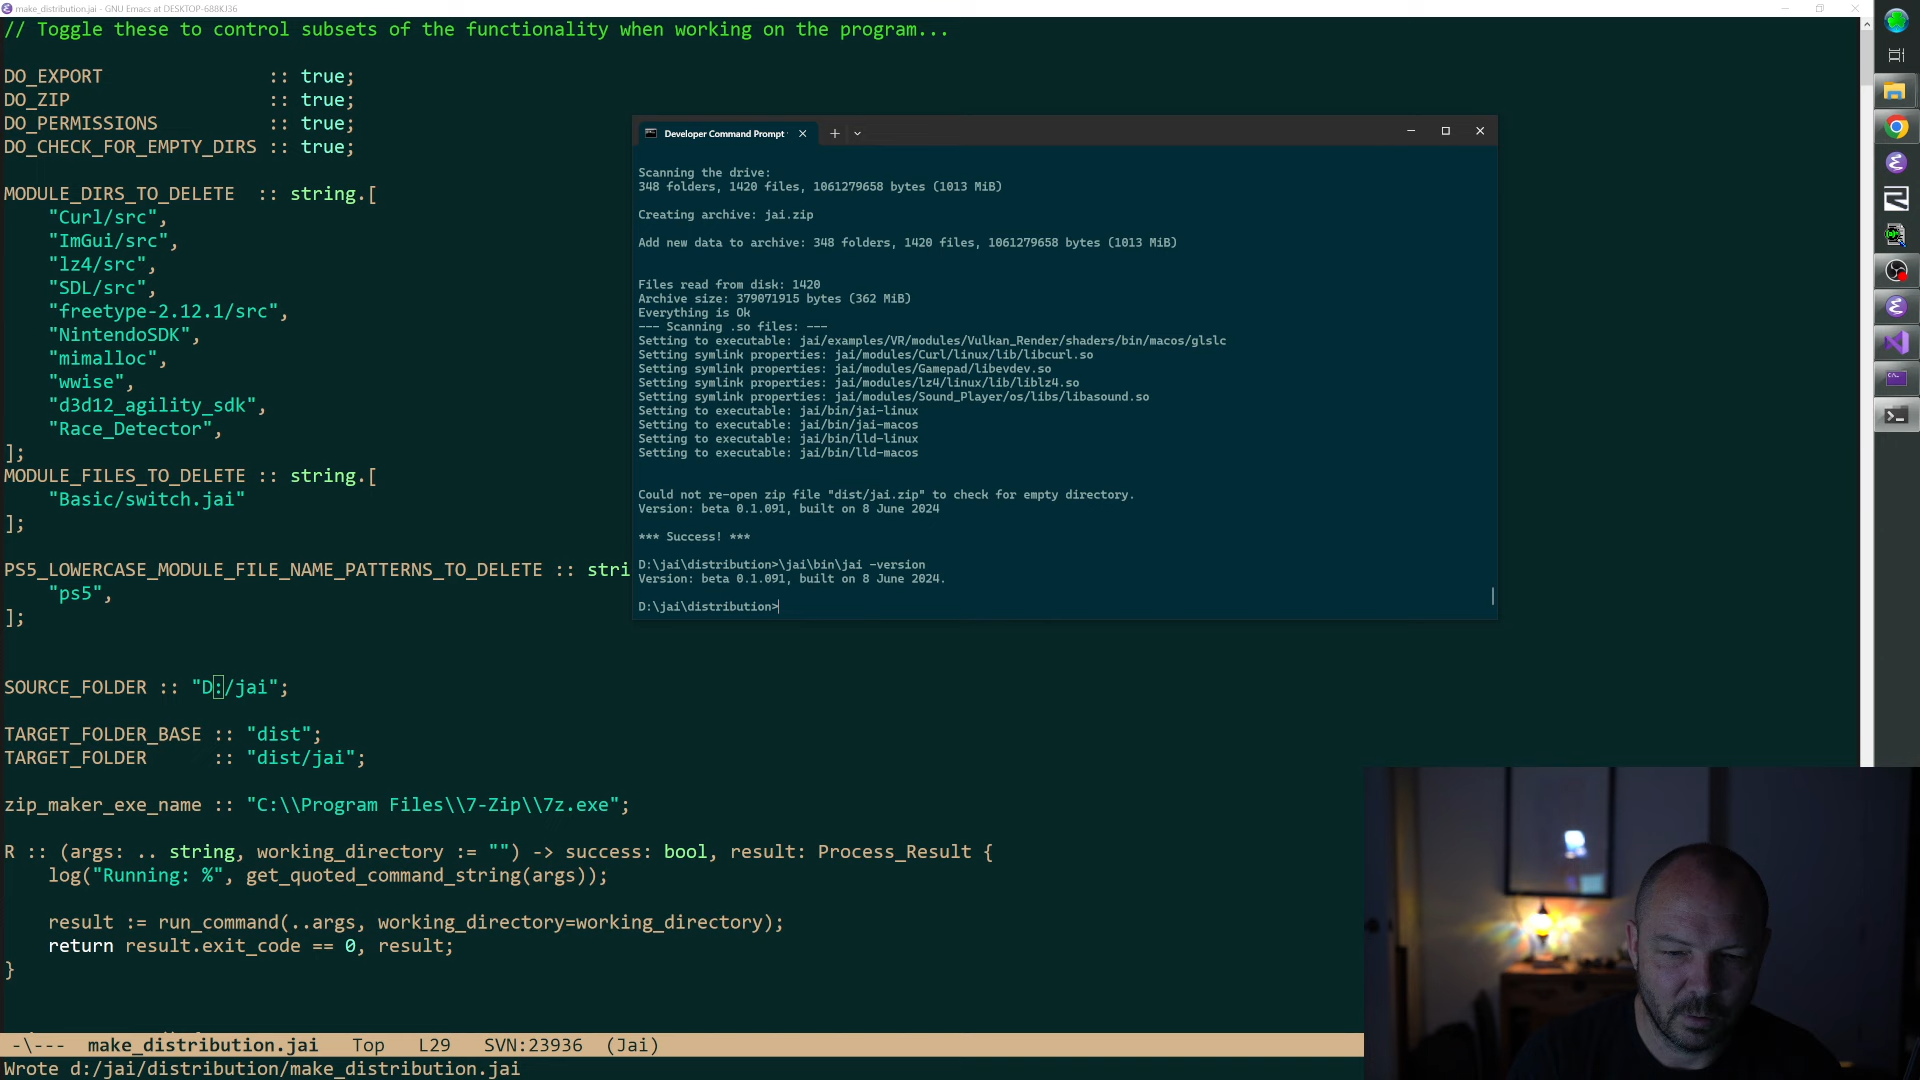 make_distribution.jai - GNU Emacs at DESKTOP-688KJ36
// Toggle these to control subsets of the functionality when working on the program...
DO_EXPORT :: true;
DO_ZIP :: true;
DO_PERMISSIONS :: true;
DO_CHECK_FOR_EMPTY_DIRS :: true;
MODULE_DIRS_TO_DELETE :: string.[
"Curl/src",
"ImGui/src",
"lz4/src",
"SDL/src",
"freetype-2.12.1/src",
"NintendoSDK",
"mimalloc",
"wwise",
"d3d12_agility_sdk",
"Race_Detector",
];
MODULE_FILES_TO_DELETE :: string.[
"Basic/switch.jai"
];
PS5_LOWERCASE_MODULE_FILE_NAME_PATTERNS_TO_DELETE :: stri
"ps5",
];
SOURCE_FOLDER :: "D:/jai";
TARGET_FOLDER_BASE :: "dist";
TARGET_FOLDER :: "dist/jai";
zip_maker_exe_name :: "C:\\Program Files\\7-Zip\\7z.exe";
R :: (args: .. string, working_directory := "") -> success: bool, result: Process_Result {
log("Running: %", get_quoted_command_string(args));
result := run_command(..args, working_directory=working_directory);
return result.exit_code == 0, result;
}
-\--- make_distribution.jai Top L29 SVN:23936 (Jai)
Wrote d:/jai/distribution/make_distribution.jai
Developer Command Prompt
Scanning the drive:
348 folders, 1420 files, 1061279658 bytes (1013 MiB)
Creating archive: jai.zip
Add new data to archive: 348 folders, 1420 files, 1061279658 bytes (1013 MiB)
Files read from disk: 1420
Archive size: 379071915 bytes (362 MiB)
Everything is Ok
--- Scanning .so files: ---
Setting to executable: jai/examples/VR/modules/Vulkan_Render/shaders/bin/macos/glslc
Setting symlink properties: jai/modules/Curl/linux/lib/libcurl.so
Setting symlink properties: jai/modules/Gamepad/libevdev.so
Setting symlink properties: jai/modules/lz4/linux/lib/liblz4.so
Setting symlink properties: jai/modules/Sound_Player/os/libs/libasound.so
Setting to executable: jai/bin/jai-linux
Setting to executable: jai/bin/jai-macos
Setting to executable: jai/bin/lld-linux
Setting to executable: jai/bin/lld-macos
Could not re-open zip file "dist/jai.zip" to check for empty directory.
Version: beta 0.1.091, built on 8 June 2024
*** Success! ***
D:\jai\distribution>\jai\bin\jai -version
Version: beta 0.1.091, built on 8 June 2024.
D:\jai\distribution>